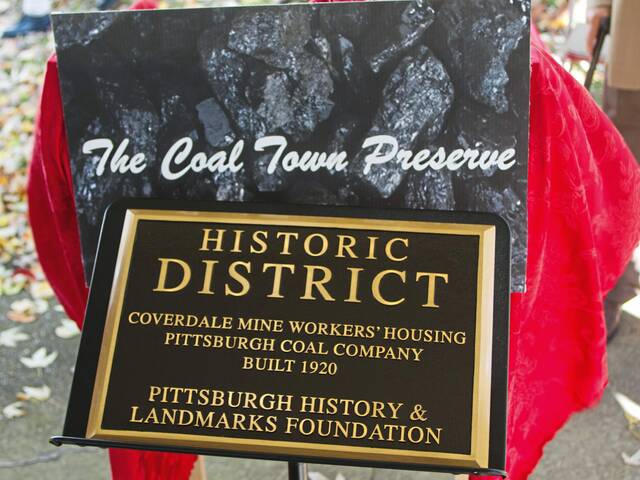 The Coal Town Preserve
HISTORIC
DISTRICT
COVERDALE MINE WORKERS' HOUSING
PITTSBURGH COAL COMPANY
BUILT 1920
PITTSBURGH HISTORY &
LANDMARKS FOUNDATION